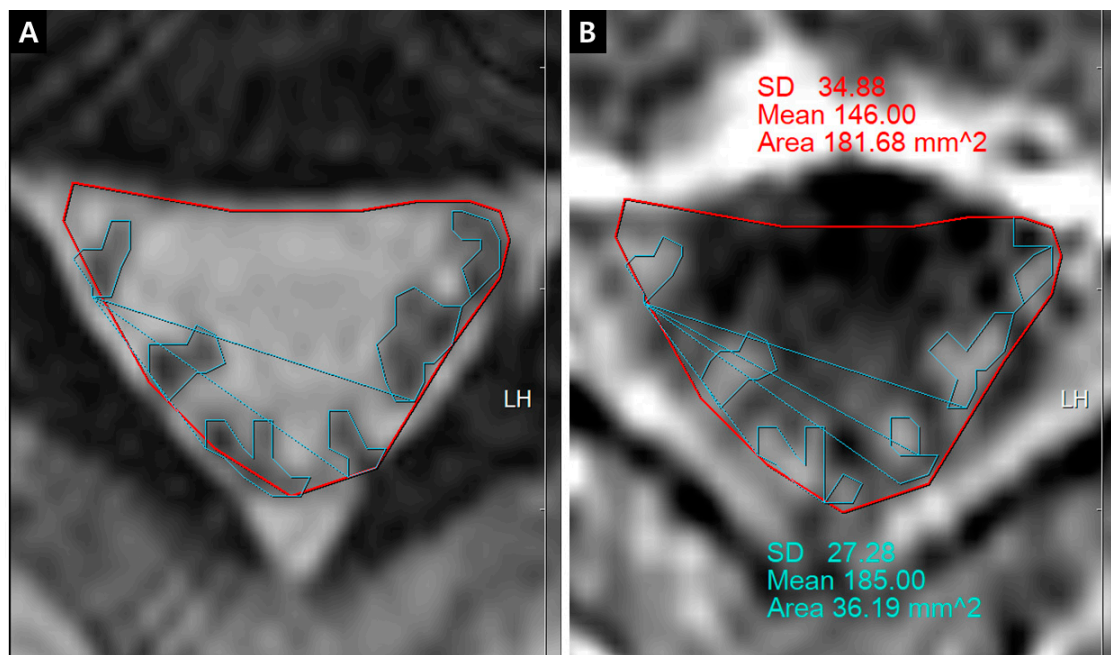 A
B
SD 34.88
Mean 146.00
Area 181.68 mm^2
LH
LH
SD 27.28
Mean 185.00
Area 36.19 mm^2